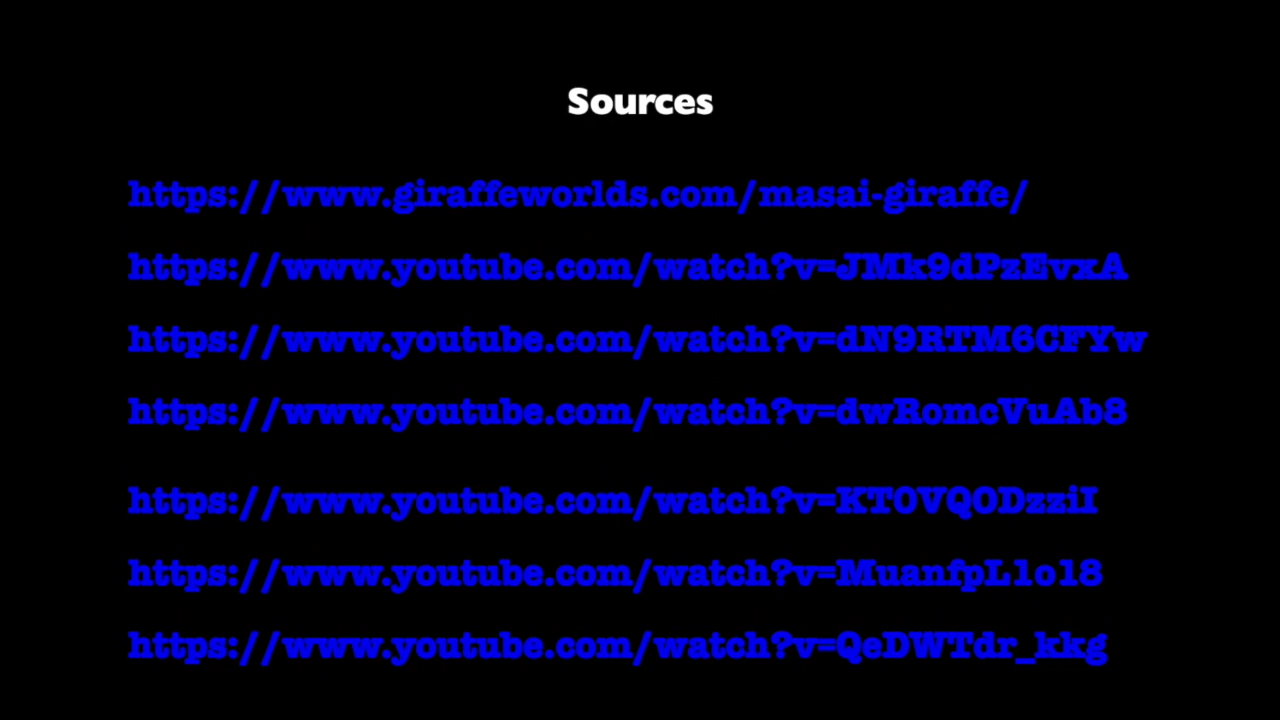 Sources
https://www.giraffeworlds.com/masai-giraffe/
https://www.youtube.com/watch?v=JMk9dPzEvxA
https://www.youtube.com/watch?v=dN9RTM6CFYw
https://www.youtube.com/watch?v=dwRomcVuAb8
https://www.youtube.com/watch?v=KT0VQODzziI
https://www.youtube.com/watch?v=MuanfpL1o18
https://www.youtube.com/watch?v=QeDWTdr_kkg